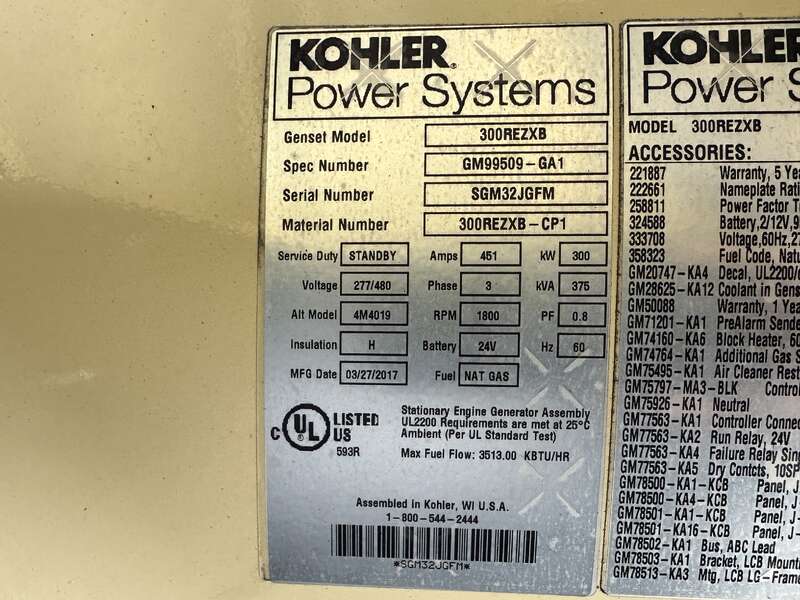 KOHLER®
Power Systems
Genset Model 300REZXB
Spec Number GM99509-GA1
Serial Number SGM32JGFM
Material Number 300REZXB-CP1
Service Duty STANDBY Amps 451 kW 300
Voltage 277/480 Phase 3 kVA 375
Alt Model 4M4019 RPM 1800 PF 0.8
Insulation H Battery 24V Hz 60
MFG Date 03/27/2017 Fuel NAT GAS
C UL LISTED
US
593R
Stationary Engine Generator Assembly
UL2200 Requirements are met at 25°C
Ambient (Per UL Standard Test)
Max Fuel Flow: 3513.00 KBTU/HR
Assembled in Kohler, WI U.S.A.
1-800-544-2444
*SGM32JGFM*
KOHLER
Power S
MODEL 300REZXB
ACCESSORIES:
221887 Warranty, 5 Yea
222661 Nameplate Rati
258811 Power Factor T
324588 Battery,2/12V,9
333708 Voltage,60Hz,2
358323 Fuel Code, Natu
GM20747-KA4 Decal, UL2200/
GM28625-KA12 Coolant in Gens
GM50088 Warranty, 1 Yea
GM71201-KA1 PreAlarm Sende
GM74160-KA6 Block Heater, 60
GM74764-KA1 Additional Gas S
GM75495-KA1 Air Cleaner Rest
GM75797-MA3-BLK Control
GM75926-KA1 Neutral
GM77563-KA1 Controller Connec
GM77563-KA2 Run Relay, 24V
GM77563-KA4 Failure Relay Sing
GM77563-KA5 Dry Contcts, 10SP
GM78500-KA1-KCB Panel, J
GM78500-KA4-KCB Panel, J-
GM78501-KA1-KCB Panel, J-
GM78501-KA16-KCB Panel, J-
GM78502-KA1 Bus, ABC Lead
GM78503-KA1 Bracket, LCB Mounti
GM78513-KA3 Mtg, LCB LG-Frame